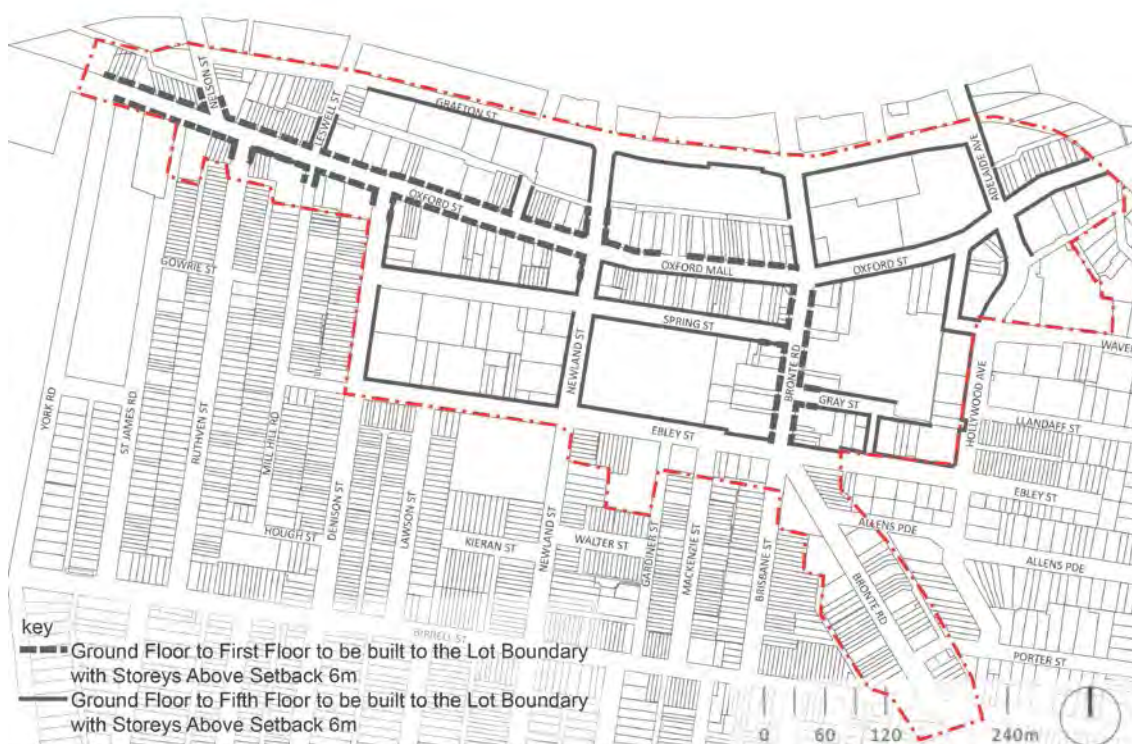 NELSON ST
LESWELL ST
GRAFTON ST
ADELAIDE AVE
OXFORD ST
OXFORD MALL
OXFORD ST
GOWRIE ST
SPRING ST
NEWLAND ST
BRONTE RD
WAVER
GRAY ST
HOLLYWOOD AVE
LLANDAFF ST
YORK RD
ST JAMES RD
RUTHVEN ST
MILL HILL RD
EBLEY ST
EBLEY ST
DENISON ST
LAWSON ST
ALLENS PDE
HOUGH ST
KIERAN ST
NEWLAND ST
WALTER ST
GARDINER ST
MACKENZIE ST
BRISBANE ST
ALLENS PDE
BRONTE RD
BIRRELL ST
PORTER ST
key
Ground Floor to First Floor to be built to the Lot Boundary
with Storeys Above Setback 6m
Ground Floor to Fifth Floor to be built to the Lot Boundary
with Storeys Above Setback 6m
0 60 120 240m